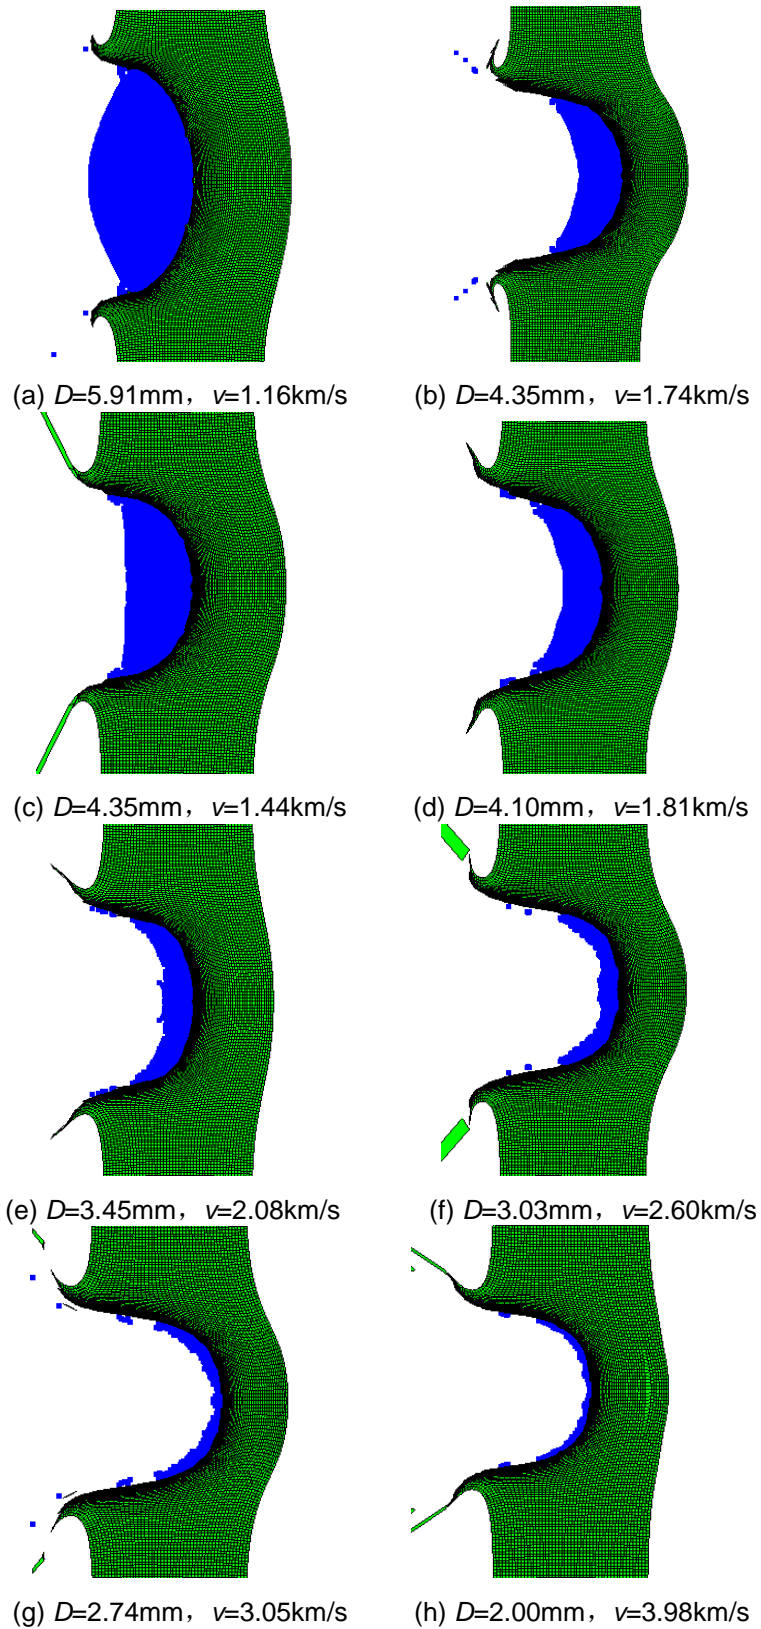 (a) D=5.91mm，v=1.16km/s
(b) D=4.35mm，v=1.74km/s
(c) D=4.35mm，v=1.44km/s
(d) D=4.10mm，v=1.81km/s
(e) D=3.45mm，v=2.08km/s
(f) D=3.03mm，v=2.60km/s
(g) D=2.74mm，v=3.05km/s
(h) D=2.00mm，v=3.98km/s